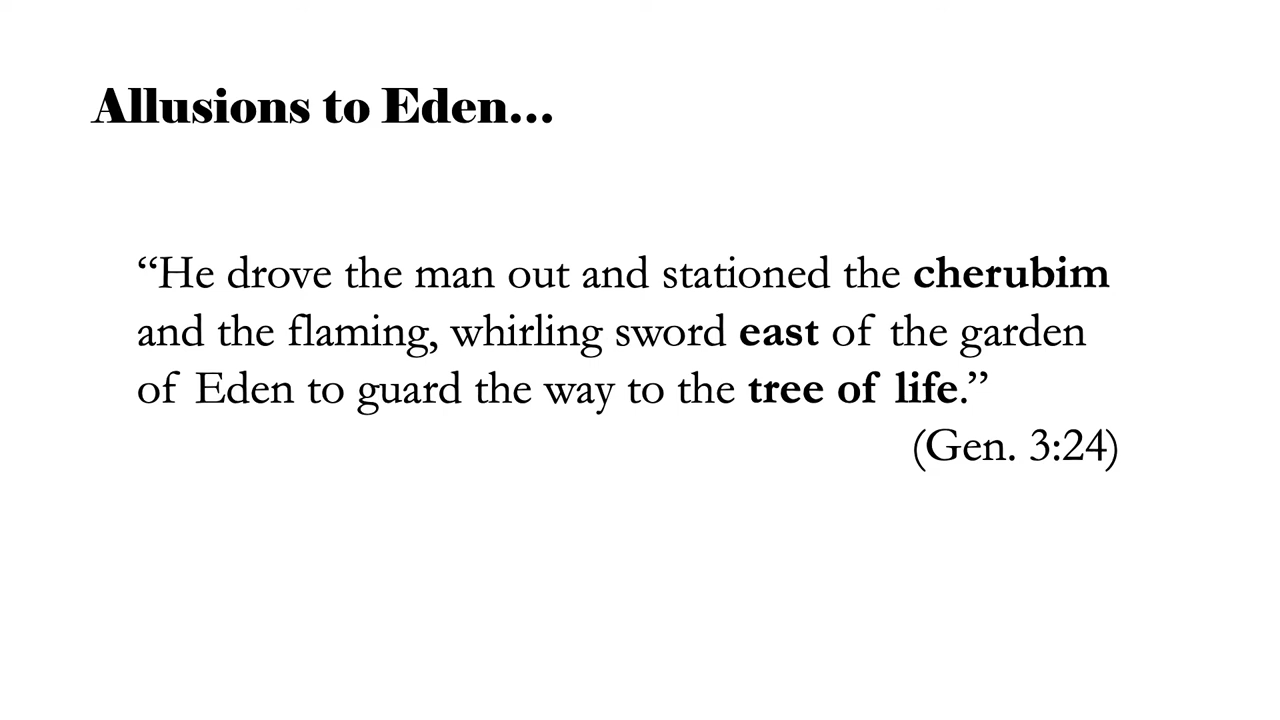 Allusions to Eden...
“He drove the man out and stationed the cherubim
and the flaming, whirling sword east of the garden
of Eden to guard the way to the tree of life.”
(Gen. 3:24)